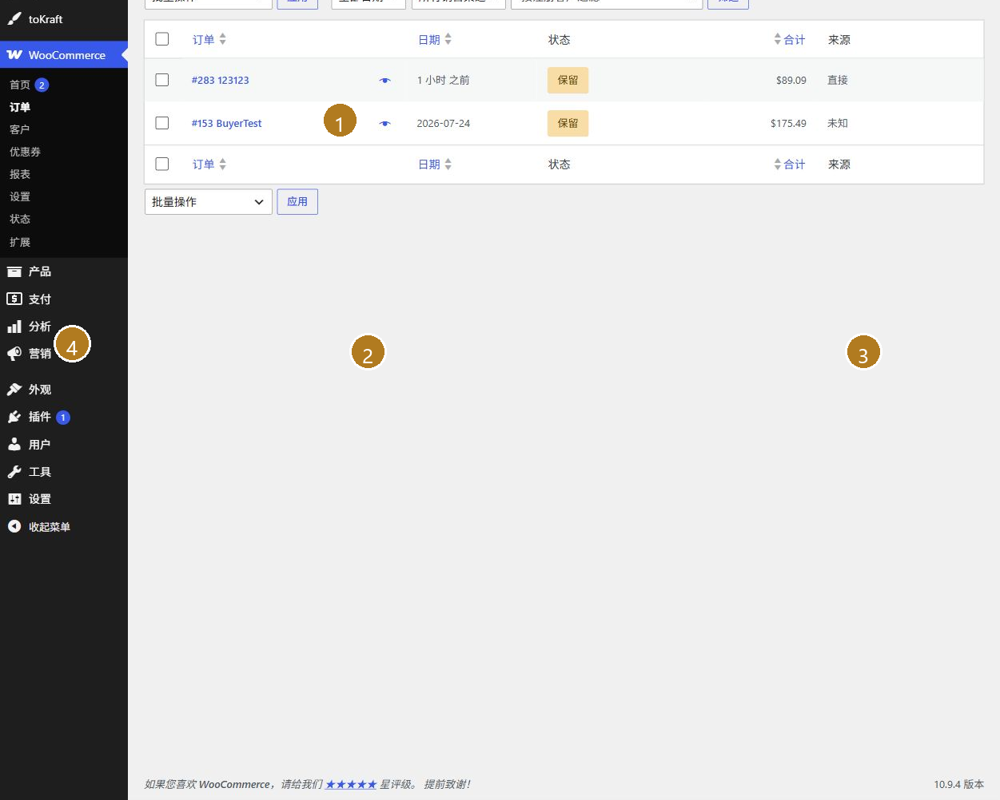 toKraft
WooCommerce
首页 2
订单
客户
优惠券
报表
设置
状态
扩展
产品
支付
分析
营销
4
外观
插件 1
用户
工具
设置
收起菜单
订单 日期 状态 合计 来源
#283 123123 1 小时 之前 保留 $89.09 直接
#153 BuyerTest 1 2026-07-24 保留 $175.49 未知
订单 日期 状态 合计 来源
批量操作 应用
2 3
如果您喜欢 WooCommerce，请给我们 ★★★★★ 星评级。 提前致谢！
10.9.4 版本